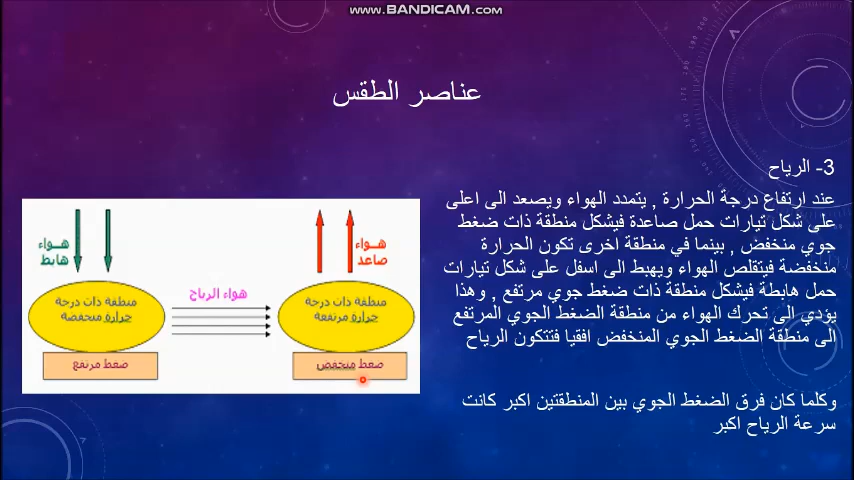 WWW.BANDICAM.COM
عناصر الطقس
3- الرياح
عند ارتفاع درجة الحرارة , يتمدد الهواء ويصعد الى اعلى
على شكل تيارات حمل صاعدة فيشكل منطقة ذات ضغط
جوي منخفض , بينما في منطقة اخرى تكون الحرارة
منخفضة فيتقلص الهواء ويهبط الى اسفل على شكل تيارات
حمل هابطة فيشكل منطقة ذات ضغط جوي مرتفع , وهذا
يؤدي الى تحرك الهواء من منطقة الضغط الجوي المرتفع
الى منطقة الضغط الجوي المنخفض افقيا فتتكون الرياح
وكلما كان فرق الضغط الجوي بين المنطقتين اكبر كانت
سرعة الرياح اكبر
هواء
صاعد
هواء
هابط
هواء الرياح
منطقة ذات درجة
حرارة مرتفعة
منطقة ذات درجة
حرارة منخفضة
ضغط منخفض
ضغط مرتفع